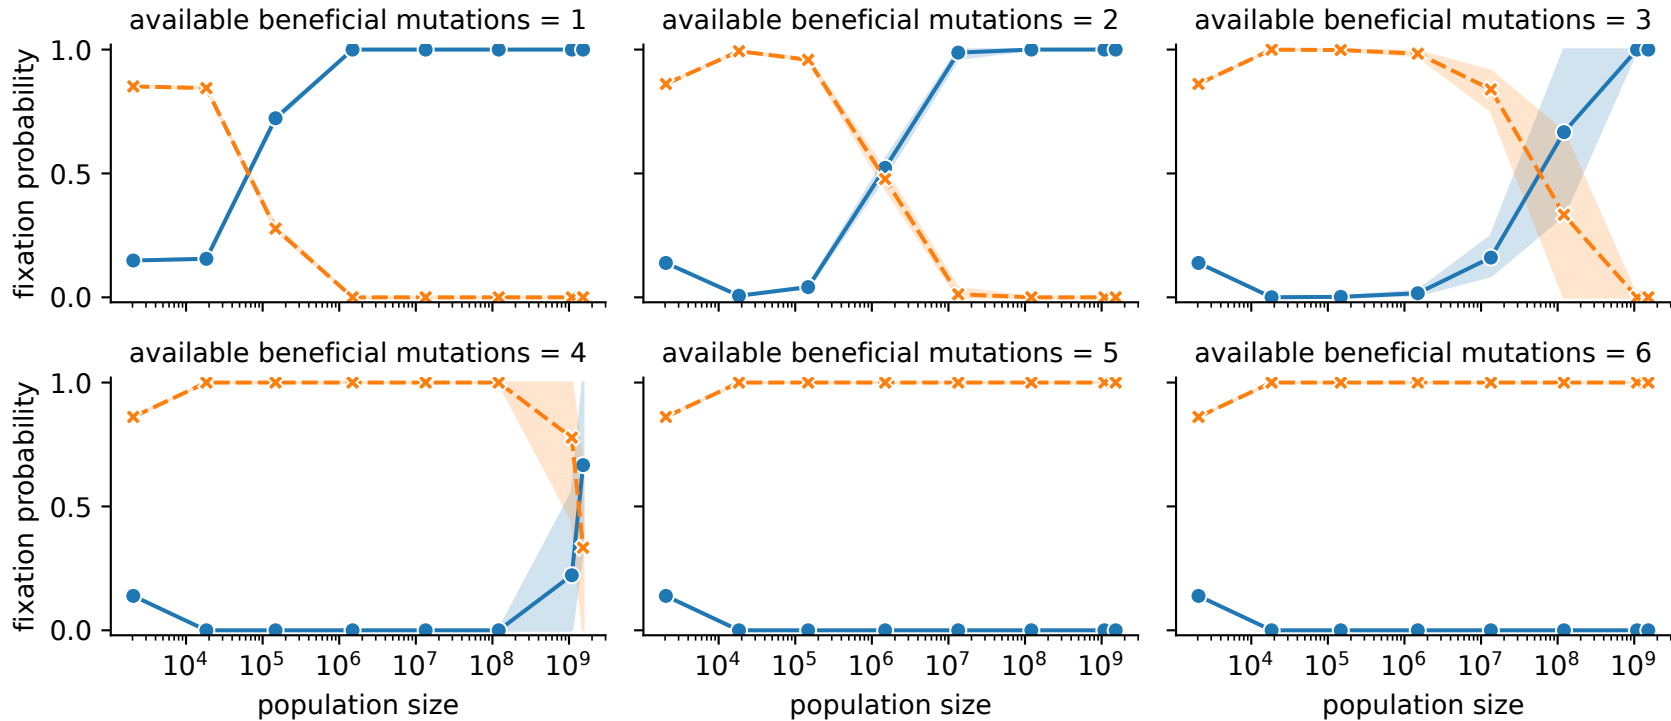 available beneficial mutations = 1
available beneficial mutations = 2
available beneficial mutations = 3
fixation probability
1.0
0.5
0.0
available beneficial mutations = 4
available beneficial mutations = 5
available beneficial mutations = 6
fixation probability
1.0
0.5
0.0
10⁴ 10⁵ 10⁶ 10⁷ 10⁸ 10⁹
10⁴ 10⁵ 10⁶ 10⁷ 10⁸ 10⁹
10⁴ 10⁵ 10⁶ 10⁷ 10⁸ 10⁹
population size
population size
population size